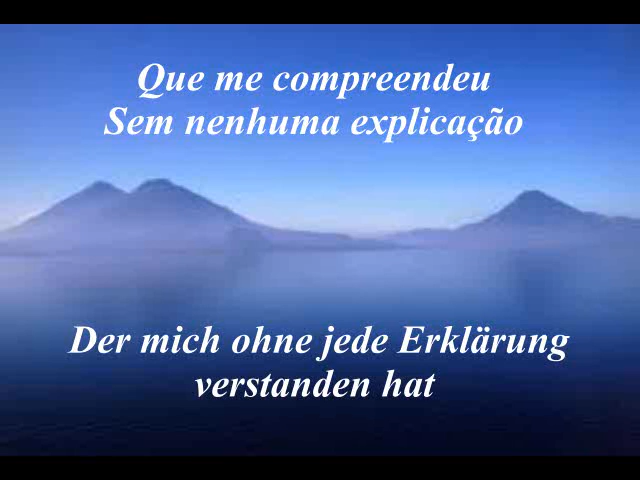 Que me compreendeu
Sem nenhuma explicação
Der mich ohne jede Erklärung
verstanden hat